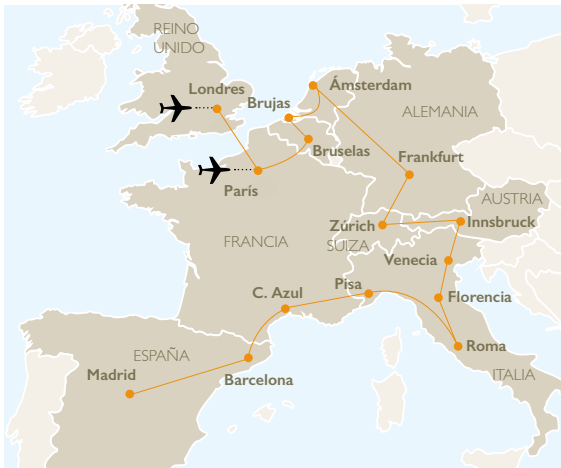 REINO
UNIDO
Londres
Ámsterdam
Brujas
ALEMANIA
Bruselas
Frankfurt
París
AUSTRIA
Zúrich
Innsbruck
FRANCIA
SUIZA
Venecia
Pisa
C. Azul
Florencia
Roma
ESPAÑA
Madrid
Barcelona
ITALIA